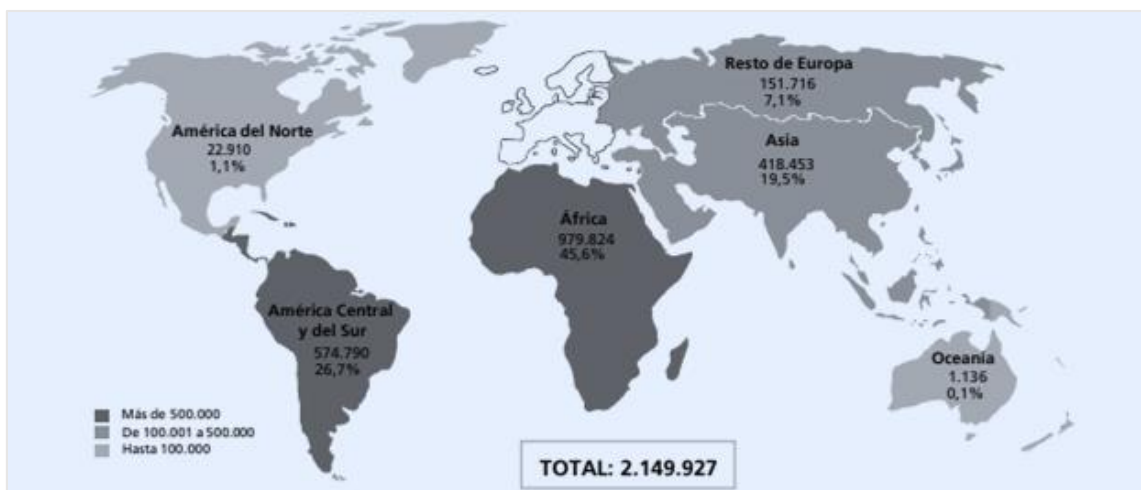 Resto de Europa
151.716
7,1%
América del Norte
22.910
1,1%
Asia
418.453
19,5%
África
979.824
45,6%
América Central
y del Sur
574.790
26,7%
Oceanía
1.136
0,1%
Más de 500.000
De 100.001 a 500.000
Hasta 100.000
TOTAL: 2.149.927